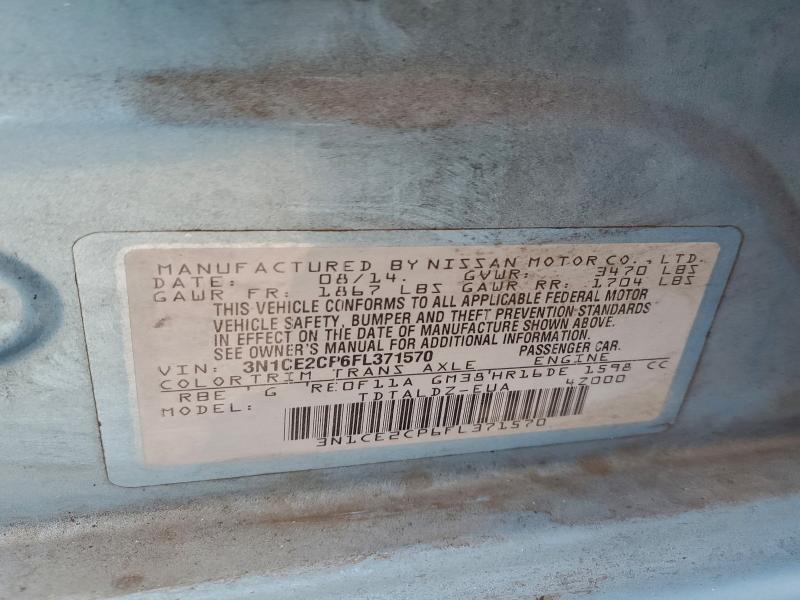 MANUFACTURED BY NISSAN MOTOR CO., LTD.
DATE: 08/14. GVWR: 3470 LBS
GAWR FR: 1867 LBS GAWR RR: 1704 LBS
THIS VEHICLE CONFORMS TO ALL APPLICABLE FEDERAL MOTOR
VEHICLE SAFETY, BUMPER AND THEFT PREVENTION STANDARDS
IN EFFECT ON THE DATE OF MANUFACTURE SHOWN ABOVE.
SEE OWNER'S MANUAL FOR ADDITIONAL INFORMATION.
VIN: 3N1CE2CP6FL371570 PASSENGER CAR.
COLOR TRIM TRANS AXLE ENGINE
RBE G RE0F11A GM38 HR16DE 1598 CC
MODEL: TDTALDZ-EUA 4Z000
3N1CE2CP6FL371570